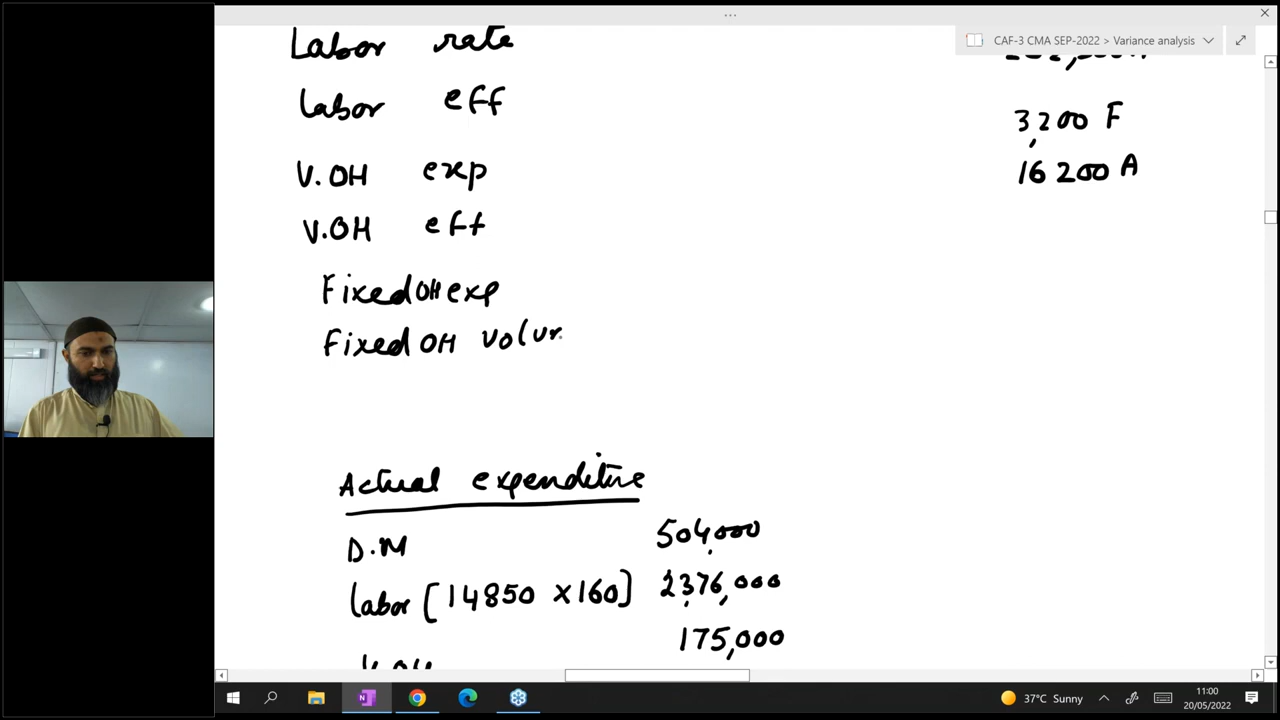 CAF-3 CMA SEP-2022 > Variance analysis
Labor rate
Labor eff
3,200 F
V.OH exp
16 200 A
V.OH eff
Fixed OH exp
Fixed OH
Actual expenditure
D.M 504,000
Labor [14850 x160] 2376,000
175,000
37°C Sunny
11:00
20/05/2022